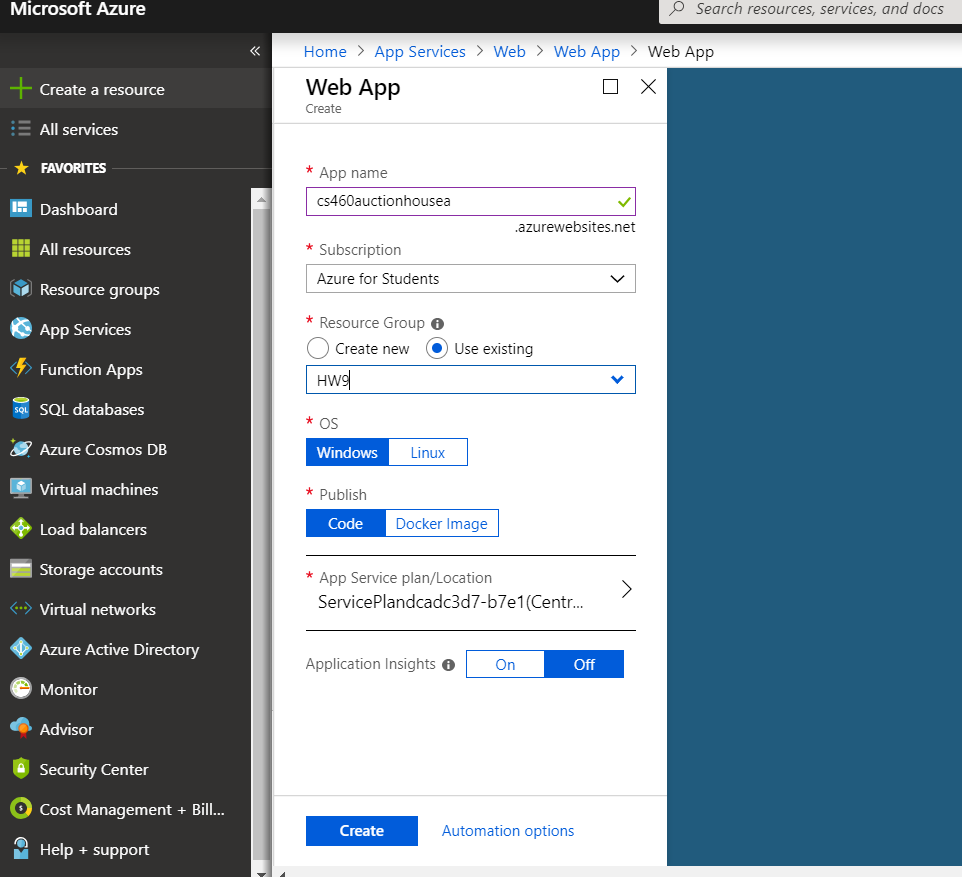 Microsoft Azure
Search resources, services, and docs
«
Create a resource
All services
FAVORITES
Dashboard
All resources
Resource groups
App Services
Function Apps
SQL databases
Azure Cosmos DB
Virtual machines
Load balancers
Storage accounts
Virtual networks
Azure Active Directory
Monitor
Advisor
Security Center
Cost Management + Bill...
Help + support
Home > App Services > Web > Web App > Web App
Web App
Create
* App name
cs460auctionhousea
.azurewebsites.net
* Subscription
Azure for Students
* Resource Group
Create new Use existing
HW9
* OS
Windows Linux
* Publish
Code Docker Image
* App Service plan/Location
ServicePlandcadc3d7-b7e1(Centr...
Application Insights On Off
Create Automation options